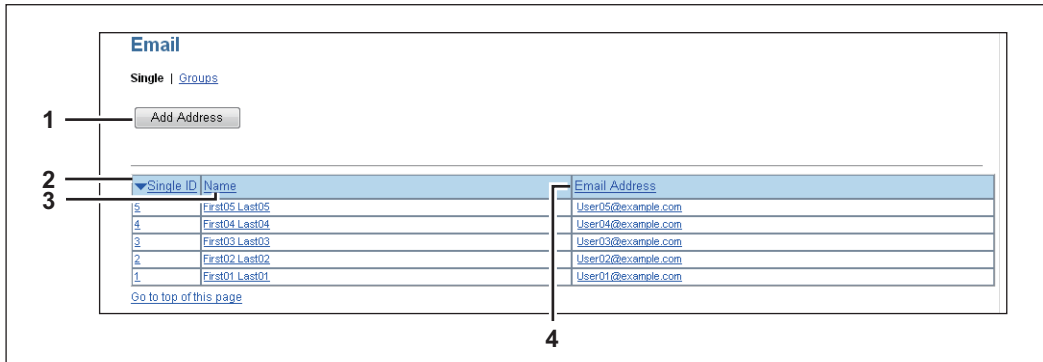 Email
Single | Groups
1 Add Address
2 ▼Single ID Name Email Address
3
5 First05 Last05 User05@example.com
4 First04 Last04 User04@example.com
3 First03 Last03 User03@example.com
2 First02 Last02 User02@example.com
1 First01 Last01 User01@example.com
Go to top of this page
4